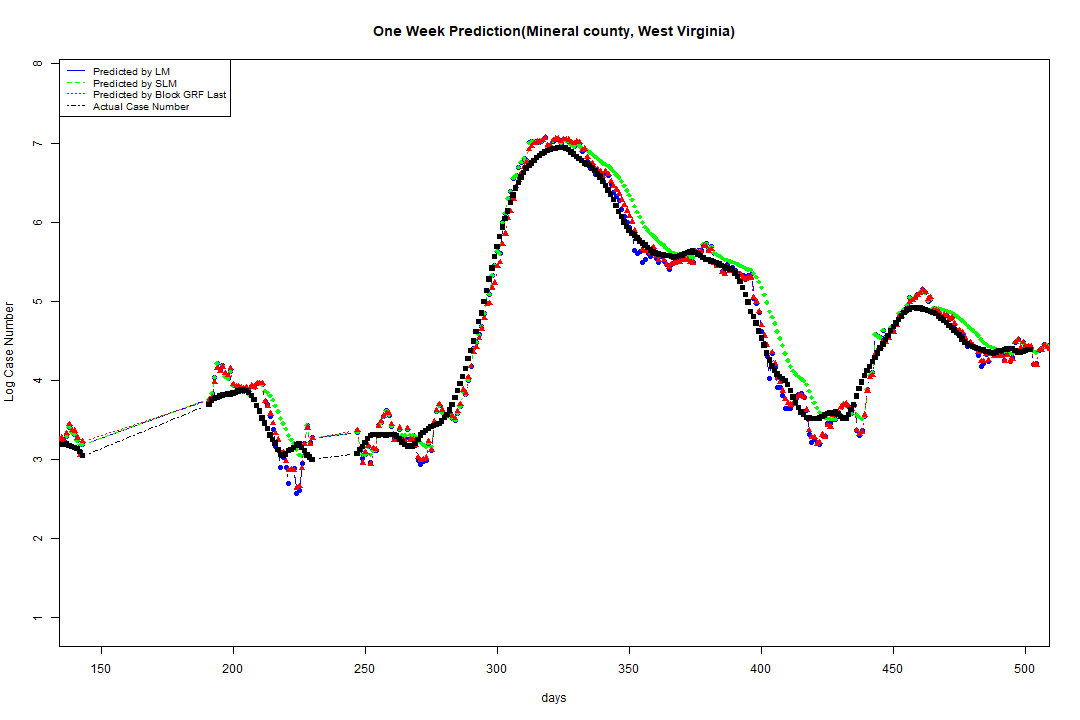 One Week Prediction(Mineral county, West Virginia)
Predicted by LM
Predicted by SLM
Predicted by Block GRF Last
Actual Case Number
8
7
6
5
4
3
2
1
Log Case Number
150 200 250 300 350 400 450 500
days